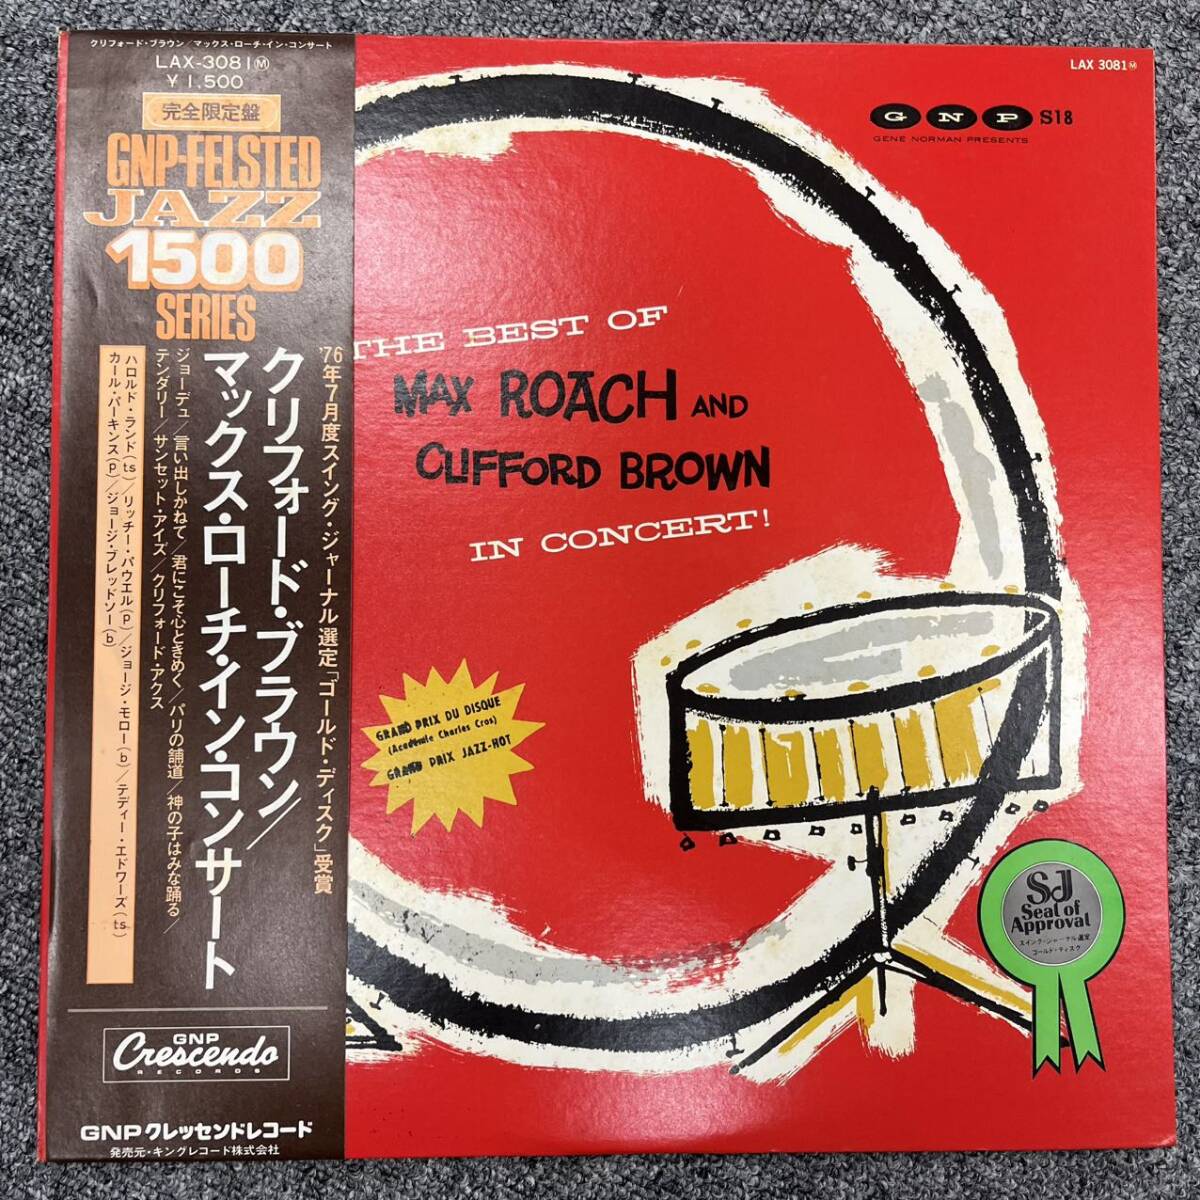 クリフォード・ブラウン/マックス・ローチ・イン・コンサート
LAX-3081Ⓜ
¥1,500
完全限定盤
GNP-FELSTED
JAZZ
1500
SERIES
'76年7月度スイング・ジャーナル選定「ゴールド・ディスク」受賞
クリフォード・ブラウン/
マックス・ローチ・イン・コンサート
ジョーデュ/言い出しかねて/君にこそ心ときめく/パリの舗道/神の子はみな踊る/
テンダリー/サンセット・アイズ/クリフォード・アクス
ハロルド・ランド(ts)/リッチー・パウエル(p)/ジョージ・モロー(b)/テディー・エドワーズ(ts)
カール・パーキンス(p)/ジョージ・ブレッドソー(b)
GNP
Crescendo
RECORDS
GNPクレッセンドレコード
発売元・キングレコード株式会社
LAX 3081Ⓜ
GNP S18
GENE NORMAN PRESENTS
THE BEST OF
MAX ROACH AND
CLIFFORD BROWN
IN CONCERT!
GRAND PRIX DU DISQUE
(Académie Charles Cros)
GRAND PRIX JAZZ-HOT
SJ
Seal of
Approval
スイング・ジャーナル選定
ゴールド・ディスク